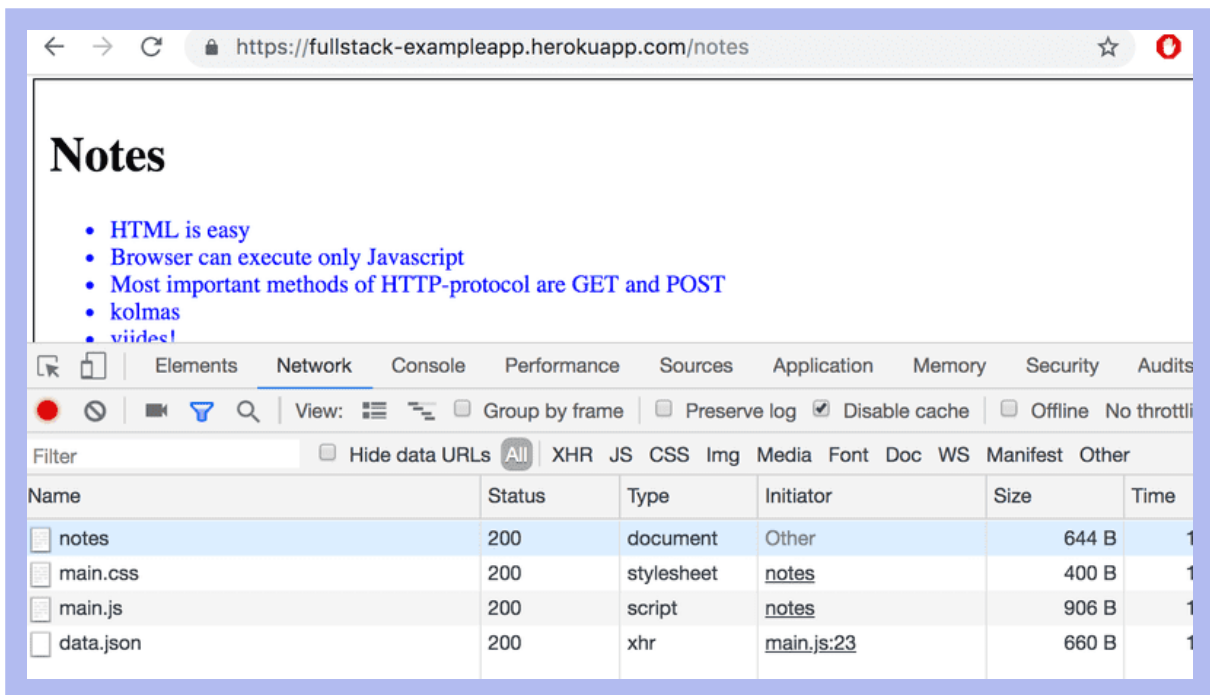 https://fullstack-exampleapp.herokuapp.com/notes
Notes
• HTML is easy
• Browser can execute only Javascript
• Most important methods of HTTP-protocol are GET and POST
• kolmas
• viides!
Elements Network Console Performance Sources Application Memory Security Audits
View: Group by frame Preserve log Disable cache Offline No
Filter Hide data URLs All XHR JS CSS Img Media Font Doc WS Manifest Other
Name Status Type Initiator Size Time
notes 200 document Other 644 B
main.css 200 stylesheet notes 400 B
main.js 200 script notes 906 B
data.json 200 xhr main.js:23 660 B